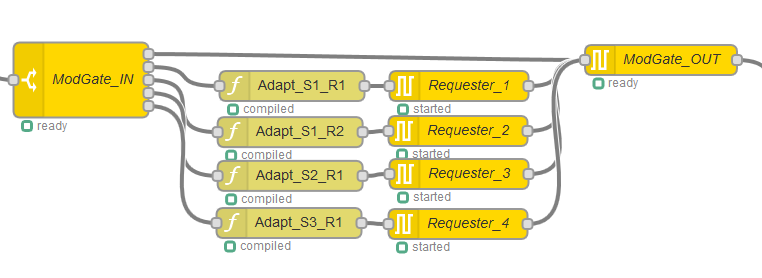 ModGate_IN
ready
ModGate_OUT
ready
Adapt_S1_R1
compiled
Requester_1
started
Adapt_S1_R2
compiled
Requester_2
started
Adapt_S2_R1
compiled
Requester_3
started
Adapt_S3_R1
compiled
Requester_4
started